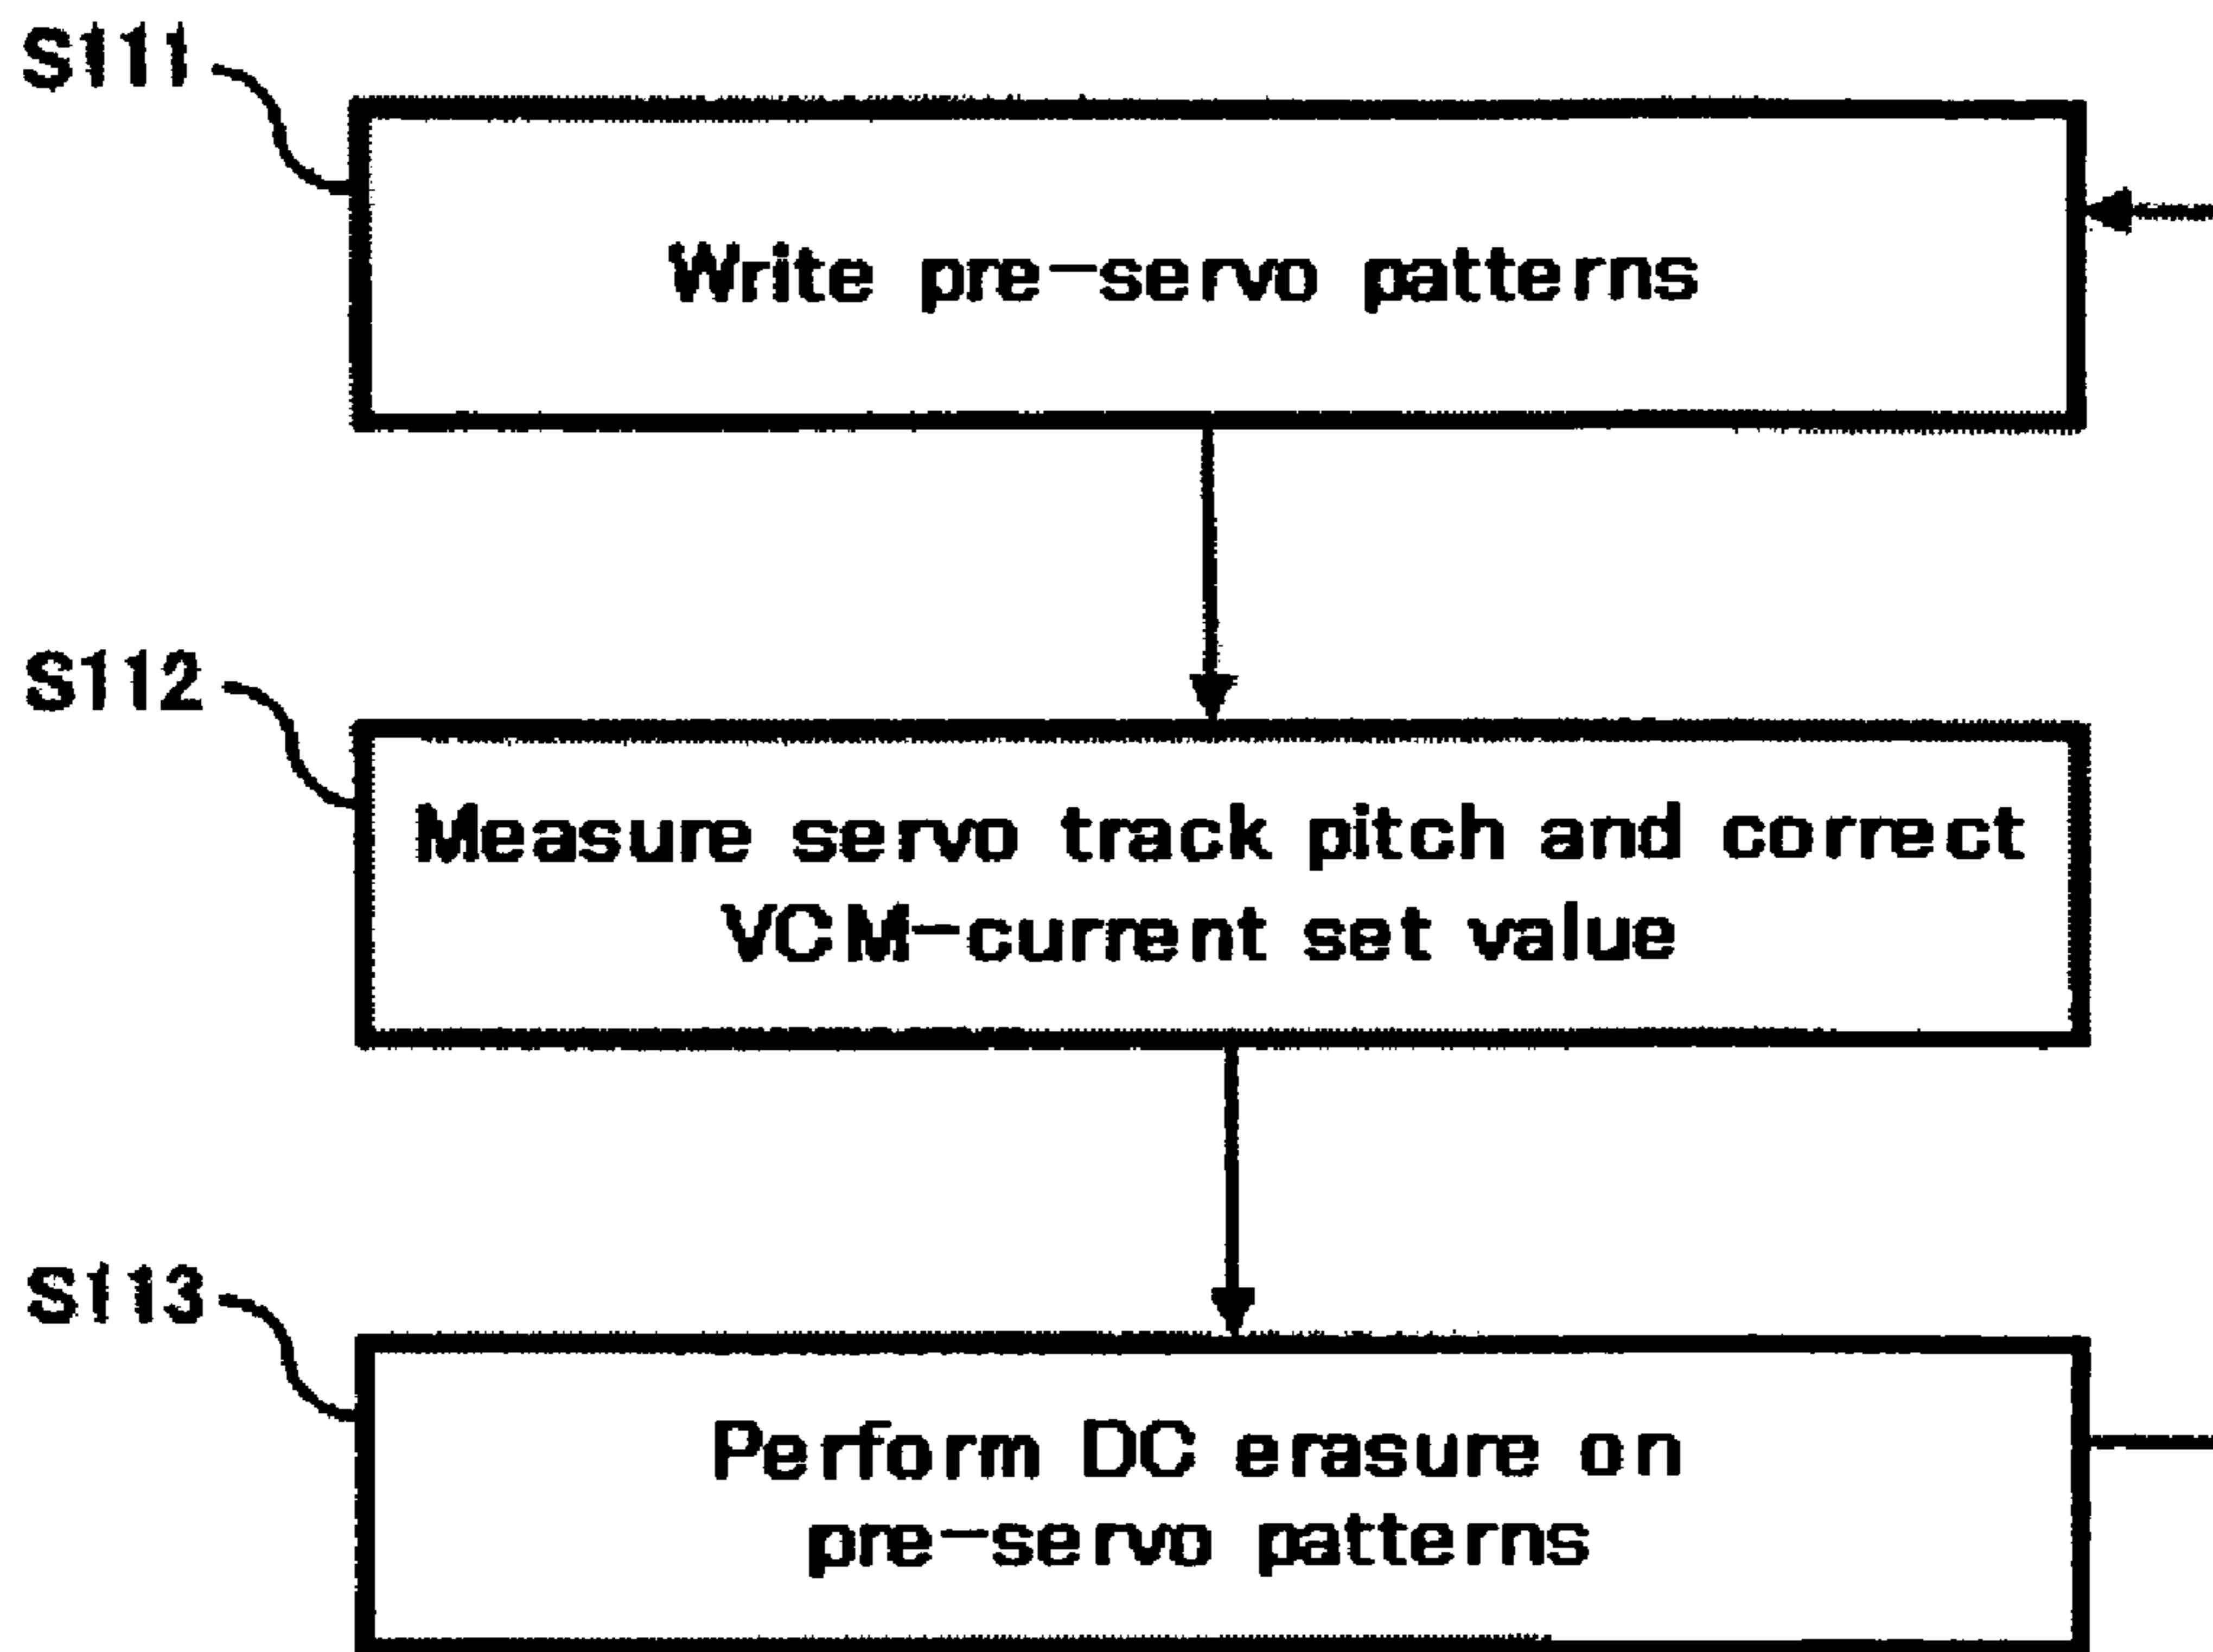 S111
Write pre-servo patterns
S112
Measure servo track pitch and correct
VCM-current set value
S113
Perform DC erasure on
pre-servo patterns